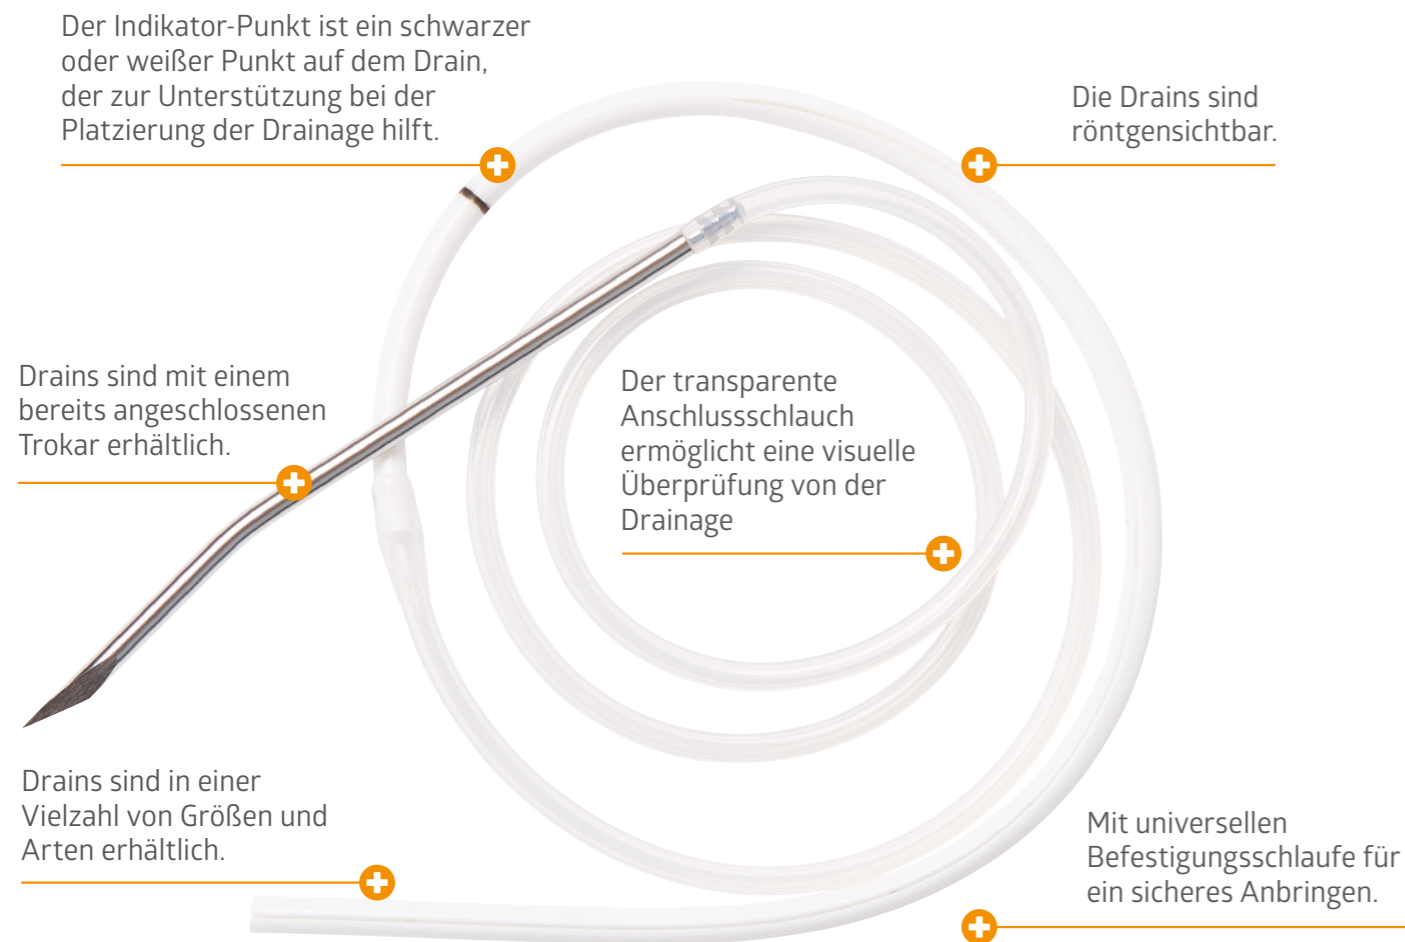 Der Indikator-Punkt ist ein schwarzer
oder weißer Punkt auf dem Drain,
der zur Unterstützung bei der
Platzierung der Drainage hilft.
Die Drains sind
röntgensichtbar.
Drains sind mit einem
bereits angeschlossenen
Trokar erhältlich.
Der transparente
Anschlussschlauch
ermöglicht eine visuelle
Überprüfung von der
Drainage
Drains sind in einer
Vielzahl von Größen und
Arten erhältlich.
Mit universellen
Befestigungsschlaufe für
ein sicheres Anbringen.